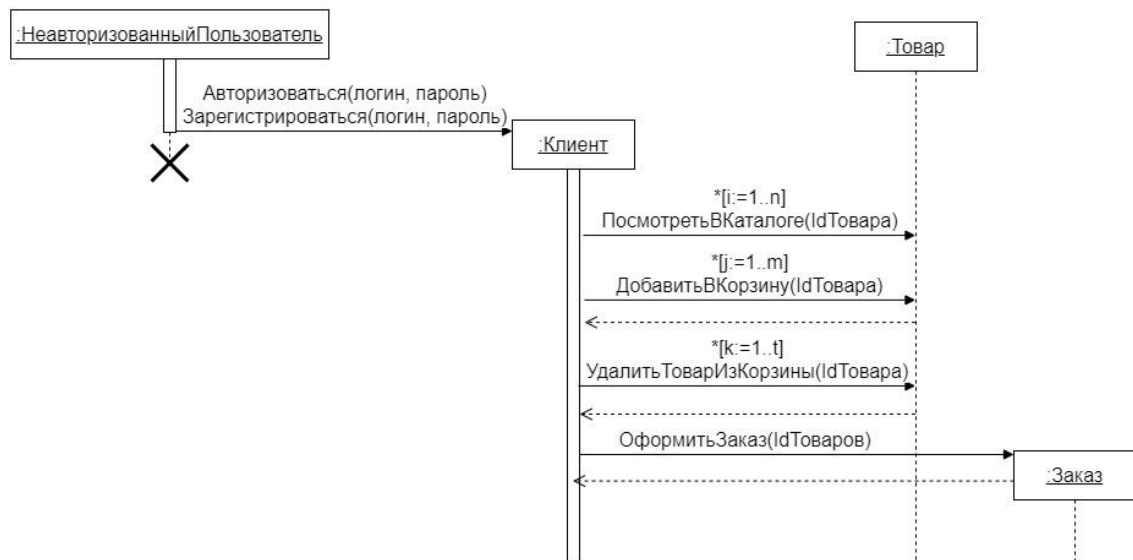 :НеавторизованныйПользователь
:Товар
Авторизоваться(логин, пароль)
Зарегистрироваться(логин, пароль)
:Клиент
*[i:=1..n]
ПосмотретьВКаталоге(IdТовара)
*[j:=1..m]
ДобавитьВКорзину(IdТовара)
*[k:=1..t]
УдалитьТоварИзКорзины(IdТовара)
ОформитьЗаказ(IdТоваров)
:Заказ